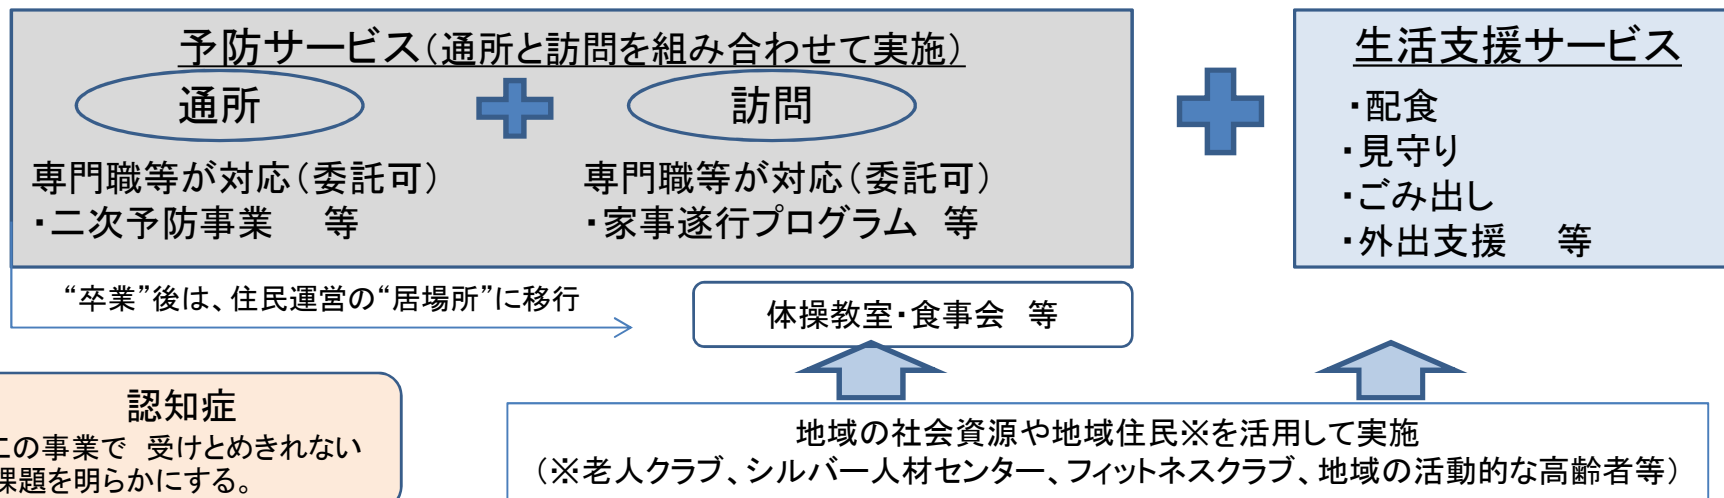 予防サービス(通所と訪問を組み合わせて実施)
通所
訪問
専門職等が対応(委託可)
・二次予防事業　等
専門職等が対応(委託可)
・家事遂行プログラム　等
生活支援サービス
・配食
・見守り
・ごみ出し
・外出支援　等
“卒業”後は、住民運営の“居場所”に移行
体操教室・食事会　等
認知症
この事業で 受けとめきれない
課題を明らかにする。
地域の社会資源や地域住民※を活用して実施
(※老人クラブ、シルバー人材センター、フィットネスクラブ、地域の活動的な高齢者等)